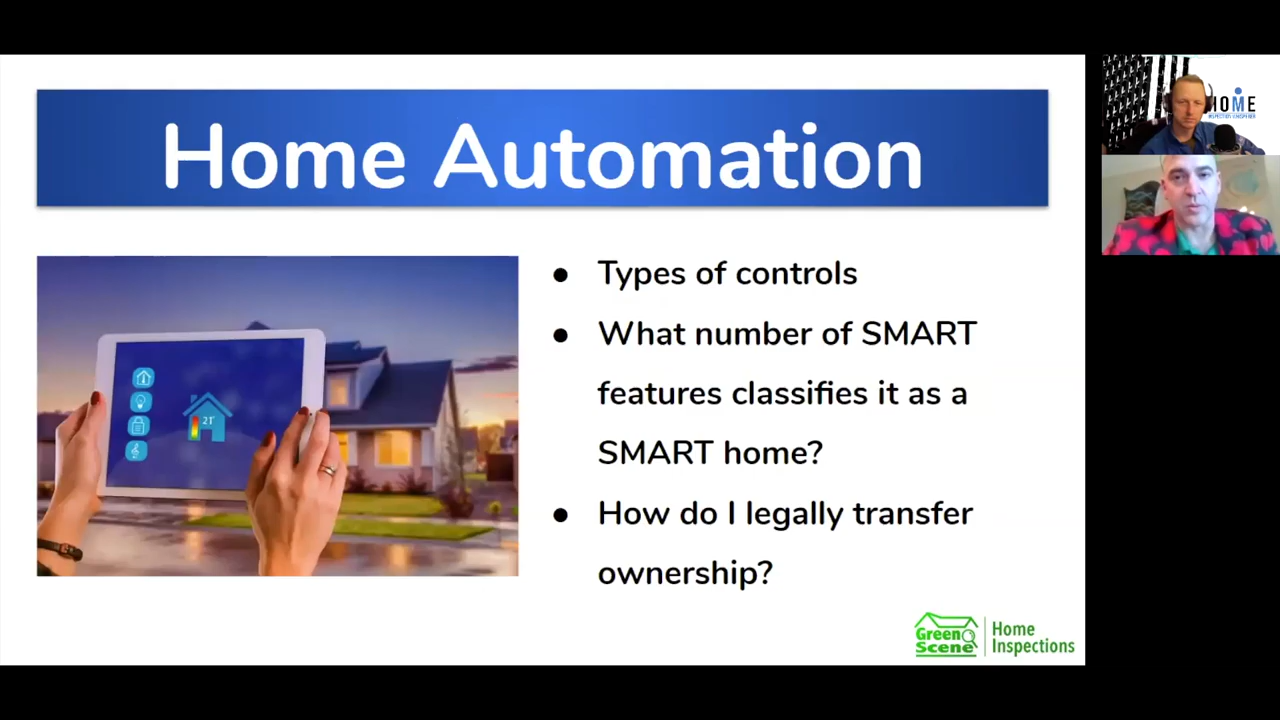 Home Automation
● Types of controls
● What number of SMART
features classifies it as a
SMART home?
● How do I legally transfer
ownership?
21°
Green
Scene
Home
Inspections
HOME